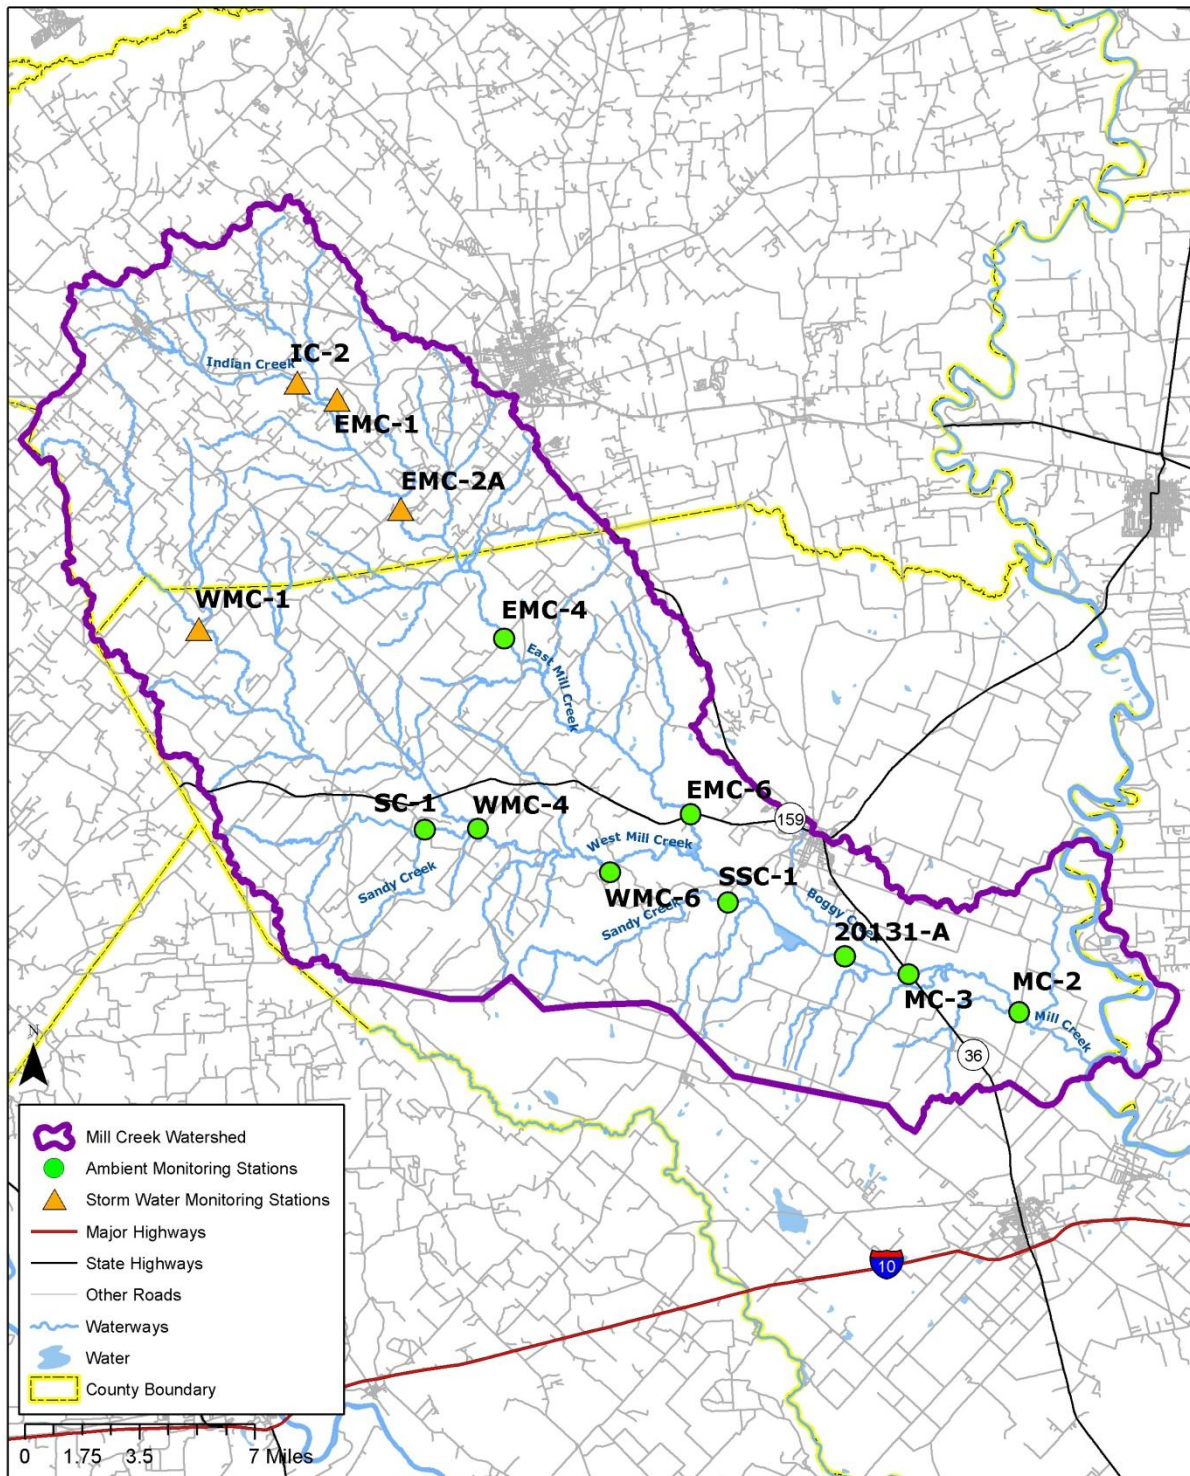 IC-2
Indian Creek
EMC-1
EMC-2A
WMC-1
EMC-4
East Mill Creek
EMC-6
SC-1
WMC-4
159
West Mill Creek
Sandy Creek
WMC-6
SSC-1
Sandy Creek
Boggy Creek
20131-A
MC-3
MC-2
Mill Creek
36
N
Mill Creek Watershed
Ambient Monitoring Stations
Storm Water Monitoring Stations
Major Highways
State Highways
Other Roads
Waterways
Water
County Boundary
10
0 1.75 3.5 7 Miles